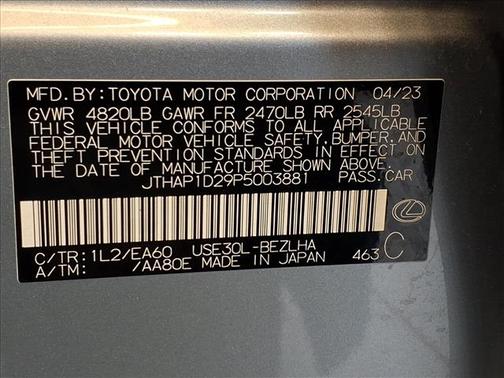 MFD.BY:TOYOTA MOTOR CORPORATION 04/23
GVWR 4820LB GAWR FR 2470LB RR 2545LB
THIS VEHICLE CONFORMS TO ALL APPLICABLE
FEDERAL MOTOR VEHICLE SAFETY,BUMPER,AND
THEFT PREVENTION STANDARDS IN EFFECT ON
THE DATE OF MANUFACTURE SHOWN ABOVE.
JTHAP1D29P5003881 PASS.CAR
C/TR:1L2/EA60 USE30L-BEZLHA C
A/TM: /AA80E MADE IN JAPAN 463